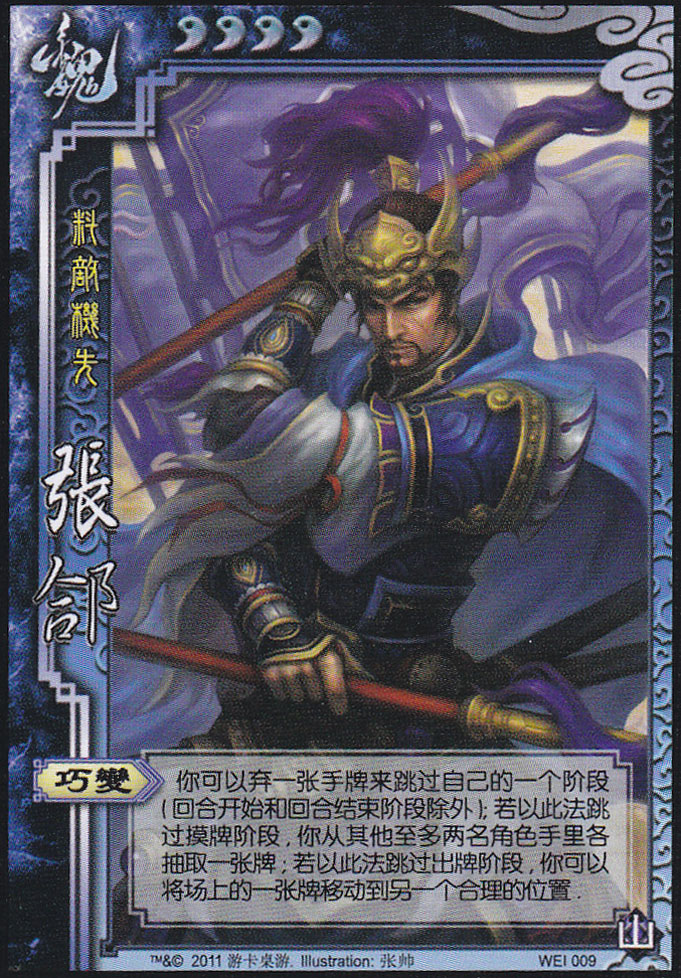 魏
料敵機先
張郃
巧變
你可以弃一张手牌来跳过自己的一个阶段
(回合开始和回合结束阶段除外);若以此法跳
过摸牌阶段,你从其他至多两名角色手里各
抽取一张牌;若以此法跳过出牌阶段,你可以
将场上的一张牌移动到另一个合理的位置.
山
™&© 2011 游卡桌游. Illustration: 张帅
WEI 009